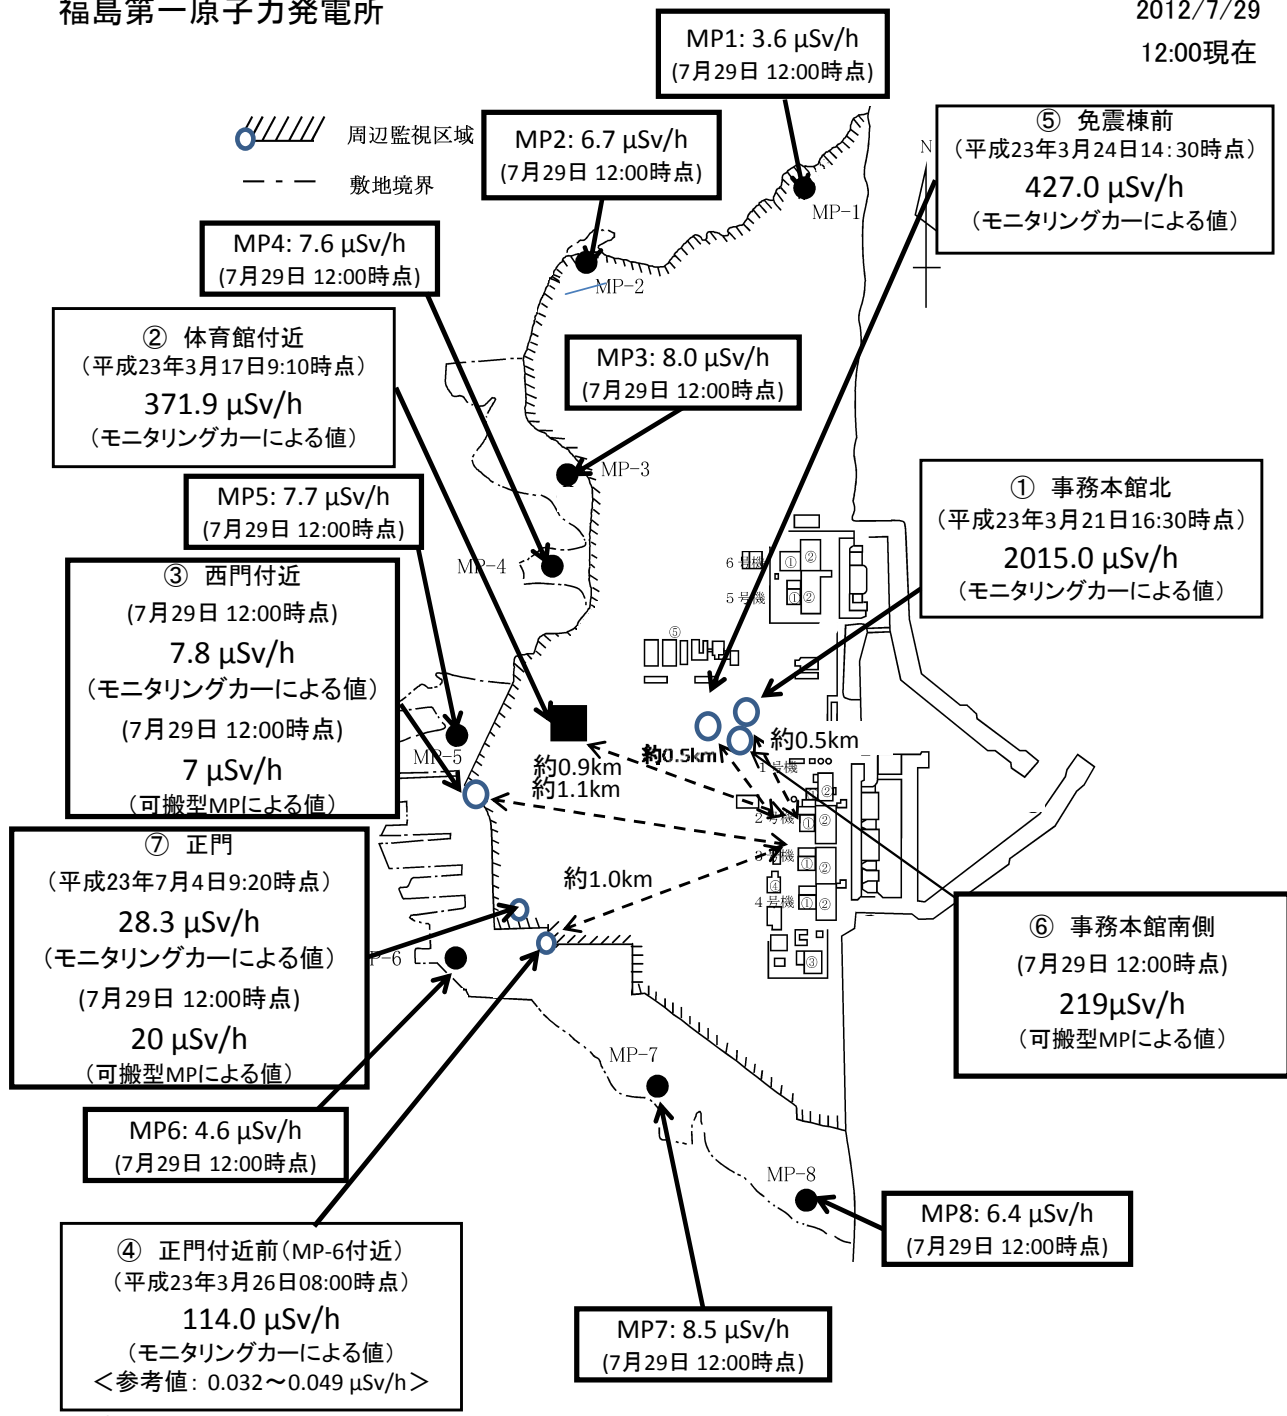 福島第一原子力発電所
2012/7/29
12:00現在
周辺監視区域
敷地境界
MP1: 3.6 μSv/h
(7月29日 12:00時点)
MP2: 6.7 μSv/h
(7月29日 12:00時点)
⑤ 免震棟前
(平成23年3月24日14:30時点)
427.0 μSv/h
(モニタリングカーによる値)
N
MP-1
MP4: 7.6 μSv/h
(7月29日 12:00時点)
MP-2
② 体育館付近
(平成23年3月17日9:10時点)
371.9 μSv/h
(モニタリングカーによる値)
MP3: 8.0 μSv/h
(7月29日 12:00時点)
MP-3
MP5: 7.7 μSv/h
(7月29日 12:00時点)
① 事務本館北
(平成23年3月21日16:30時点)
2015.0 μSv/h
(モニタリングカーによる値)
MP-4
6号機
① ②
5号機
① ②
⑤
③ 西門付近
(7月29日 12:00時点)
7.8 μSv/h
(モニタリングカーによる値)
(7月29日 12:00時点)
7 μSv/h
(可搬型MPによる値)
MP-5
約0.9km
約1.1km
約0.5km
約0.5km
1号機
②
2号機
① ②
3号機
① ②
④
4号機
① ②
③
約1.0km
⑦ 正門
(平成23年7月4日9:20時点)
28.3 μSv/h
(モニタリングカーによる値)
(7月29日 12:00時点)
20 μSv/h
(可搬型MPによる値)
P-6
⑥ 事務本館南側
(7月29日 12:00時点)
219μSv/h
(可搬型MPによる値)
MP-7
MP6: 4.6 μSv/h
(7月29日 12:00時点)
MP-8
MP8: 6.4 μSv/h
(7月29日 12:00時点)
④ 正門付近前(MP-6付近)
(平成23年3月26日08:00時点)
114.0 μSv/h
(モニタリングカーによる値)
<参考値: 0.032～0.049 μSv/h>
MP7: 8.5 μSv/h
(7月29日 12:00時点)